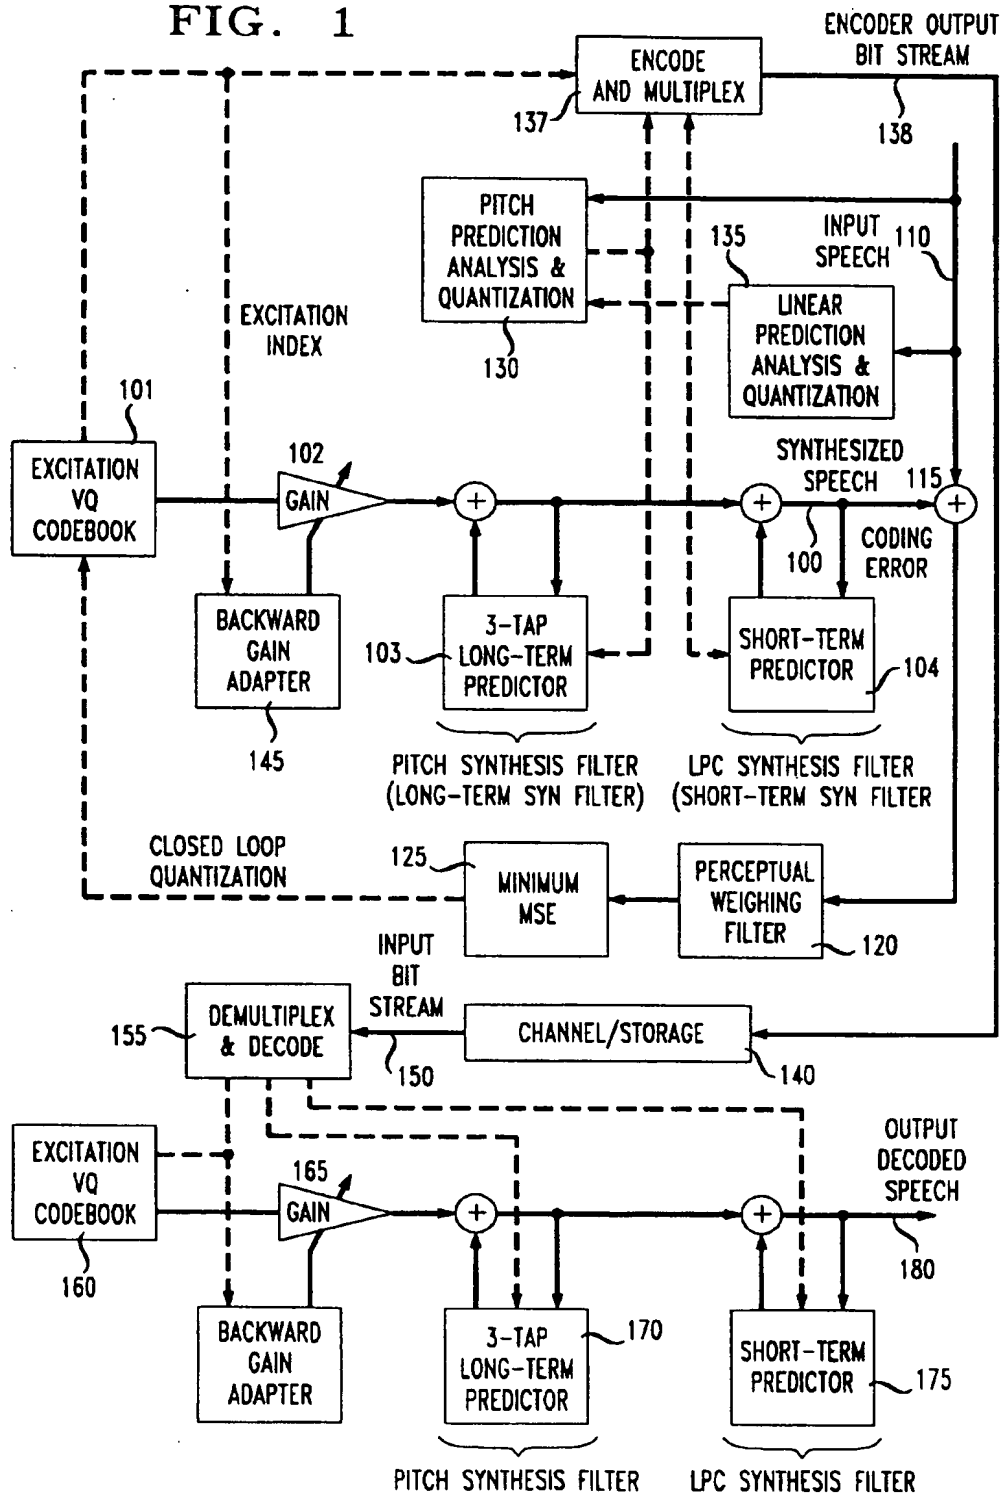 FIG. 1
ENCODER OUTPUT
BIT STREAM
ENCODE
AND MULTIPLEX
137
138
PITCH
PREDICTION
ANALYSIS &
QUANTIZATION
130
INPUT
SPEECH
110
135
LINEAR
PREDICTION
ANALYSIS &
QUANTIZATION
EXCITATION
INDEX
101
EXCITATION
VQ
CODEBOOK
102
GAIN
+
+
SYNTHESIZED
SPEECH
115
+
100
CODING
ERROR
BACKWARD
GAIN
ADAPTER
145
103
3-TAP
LONG-TERM
PREDICTOR
SHORT-TERM
PREDICTOR
104
PITCH SYNTHESIS FILTER
(LONG-TERM SYN FILTER)
LPC SYNTHESIS FILTER
(SHORT-TERM SYN FILTER
CLOSED LOOP
QUANTIZATION
125
MINIMUM
MSE
PERCEPTUAL
WEIGHING
FILTER
120
INPUT
BIT
STREAM
155
DEMULTIPLEX
& DECODE
150
CHANNEL/STORAGE
140
EXCITATION
VQ
CODEBOOK
160
165
GAIN
+
+
OUTPUT
DECODED
SPEECH
180
BACKWARD
GAIN
ADAPTER
3-TAP
LONG-TERM
PREDICTOR
170
SHORT-TERM
PREDICTOR
175
PITCH SYNTHESIS FILTER
LPC SYNTHESIS FILTER